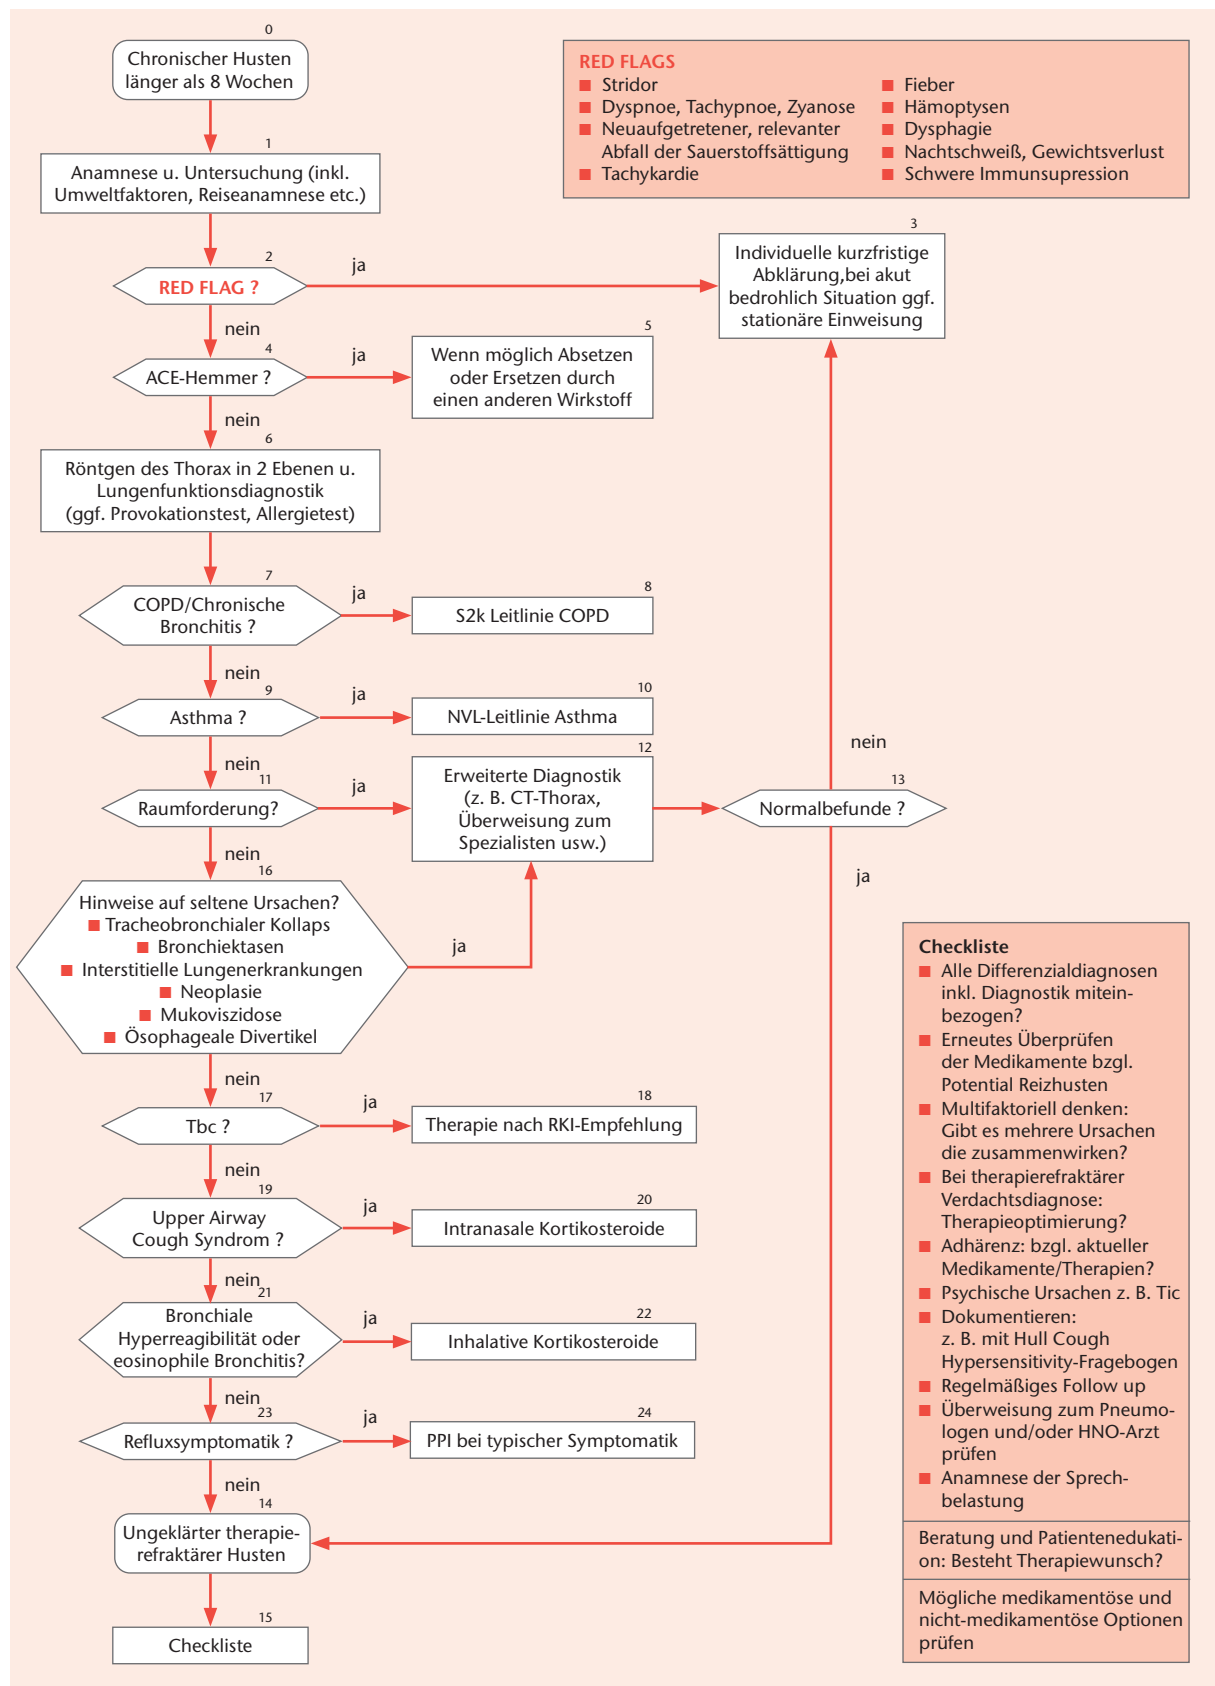 0
Chronischer Husten
länger als 8 Wochen
RED FLAGS
Stridor
Dyspnoe, Tachypnoe, Zyanose
Neuaufgetretener, relevanter
Abfall der Sauerstoffsättigung
Tachykardie
Fieber
Hämoptysen
Dysphagie
Nachtschweiß, Gewichtsverlust
Schwere Immunsupression
1
Anamnese u. Untersuchung (inkl.
Umweltfaktoren, Reiseanamnese etc.)
2
RED FLAG ?
ja
nein
3
Individuelle kurzfristige
Abklärung,bei akut
bedrohlich Situation ggf.
stationäre Einweisung
4
ACE-Hemmer ?
ja
nein
5
Wenn möglich Absetzen
oder Ersetzen durch
einen anderen Wirkstoff
6
Röntgen des Thorax in 2 Ebenen u.
Lungenfunktionsdiagnostik
(ggf. Provokationstest, Allergietest)
7
COPD/Chronische
Bronchitis ?
ja
nein
8
S2k Leitlinie COPD
9
Asthma ?
ja
nein
10
NVL-Leitlinie Asthma
11
Raumforderung?
ja
nein
12
Erweiterte Diagnostik
(z. B. CT-Thorax,
Überweisung zum
Spezialisten usw.)
nein
13
Normalbefunde ?
ja
16
Hinweise auf seltene Ursachen?
Tracheobronchialer Kollaps
Bronchiektasen
Interstitielle Lungenerkrankungen
Neoplasie
Mukoviszidose
Ösophageale Divertikel
ja
nein
17
Tbc ?
ja
nein
18
Therapie nach RKI-Empfehlung
19
Upper Airway
Cough Syndrom ?
ja
nein
20
Intranasale Kortikosteroide
21
Bronchiale
Hyperreagibilität oder
eosinophile Bronchitis?
ja
nein
22
Inhalative Kortikosteroide
23
Refluxsymptomatik ?
ja
nein
24
PPI bei typischer Symptomatik
14
Ungeklärter therapie-
refraktärer Husten
15
Checkliste
Checkliste
Alle Differenzialdiagnosen
inkl. Diagnostik mitein-
bezogen?
Erneutes Überprüfen
der Medikamente bzgl.
Potential Reizhusten
Multifaktoriell denken:
Gibt es mehrere Ursachen
die zusammenwirken?
Bei therapierefraktärer
Verdachtsdiagnose:
Therapieoptimierung?
Adhärenz: bzgl. aktueller
Medikamente/Therapien?
Psychische Ursachen z. B. Tic
Dokumentieren:
z. B. mit Hull Cough
Hypersensitivity-Fragebogen
Regelmäßiges Follow up
Überweisung zum Pneumo-
logen und/oder HNO-Arzt
prüfen
Anamnese der Sprech-
belastung
Beratung und Patientenedukati-
on: Besteht Therapiewunsch?
Mögliche medikamentöse und
nicht-medikamentöse Optionen
prüfen